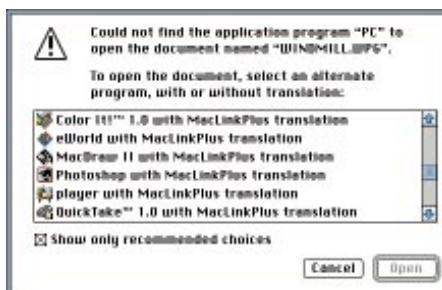 Could not find the application program “PC” to
open the document named “WINDMILL.WPG”.
To open the document, select an alternate
program, with or without translation:
Color It!™ 1.0 with MacLinkPlus translation
eWorld with MacLinkPlus translation
MacDraw II with MacLinkPlus translation
Photoshop with MacLinkPlus translation
player with MacLinkPlus translation
QuickTake™ 1.0 with MacLinkPlus translation
Show only recommended choices
Cancel Open